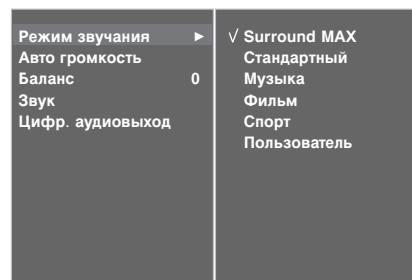 Режим звучания ►
Авто громкость
Баланс 0
Звук
Цифр. аудиовыход
√ Surround MAX
Стандартный
Музыка
Фильм
Спорт
Пользователь